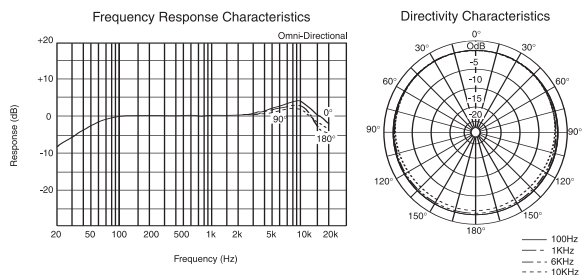 Frequency Response Characteristics
Omni-Directional
+20
+10
0
-10
-20
Response (dB)
0°
90°
180°
20 50 100 200 500 1k 2k 5k 10k 20k
Frequency (Hz)
Directivity Characteristics
0°
30° 30°
60° 60°
90° 90°
120° 120°
150° 150°
180°
OdB
-5
-10
-15
-20
100Hz
1KHz
6KHz
10KHz